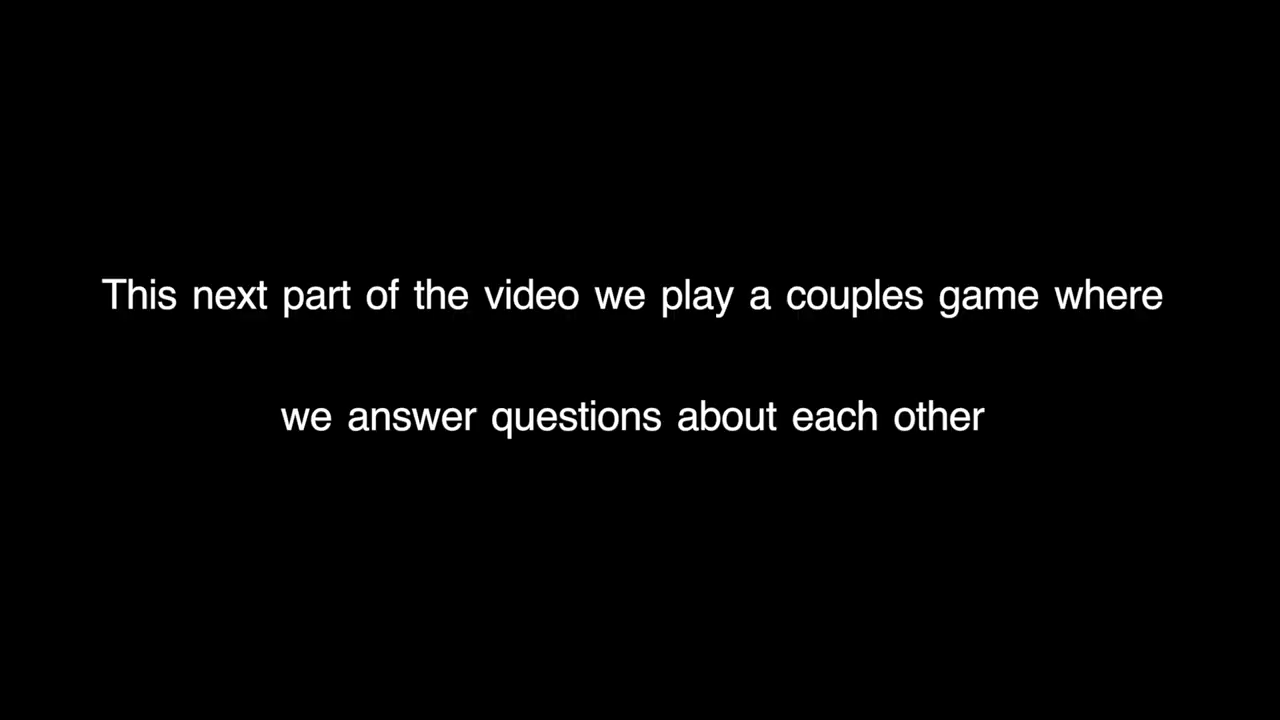 This next part of the video we play a couples game where
we answer questions about each other